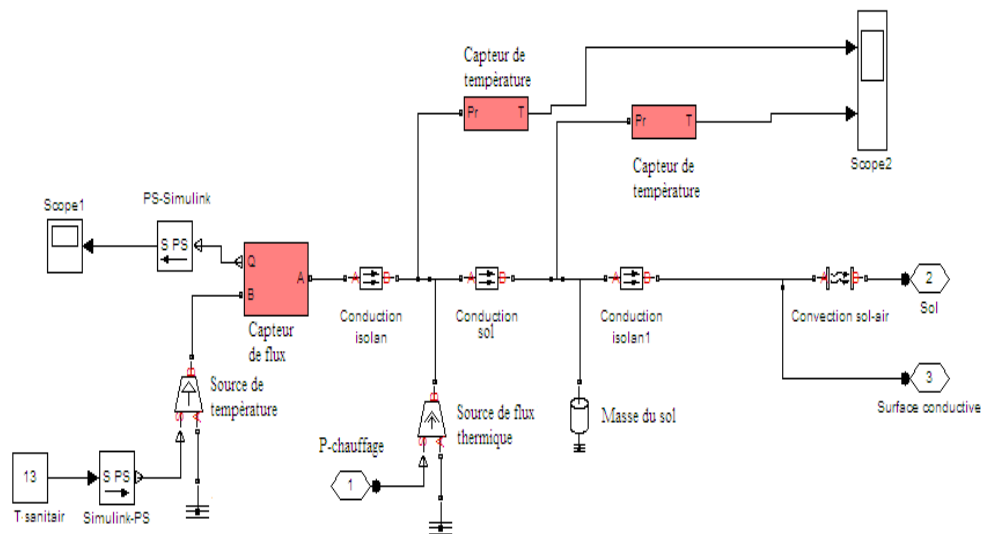 Capteur de
tempèrature
Pr
T
Pr
T
Scope2
Capteur de
tempèrature
PS-Simulink
Scope1
S PS
Q
A
B
A
B
A
B
A
B
A
B
Conduction
isolan
Conduction
sol
Conduction
isolan1
Convection sol-air
2
Sol
Capteur
de flux
3
Surface conductive
Source de
tempèrature
Source de flux
thermique
Masse du sol
P-chauffage
1
13
S PS
T·sanitair
Simulink-PS